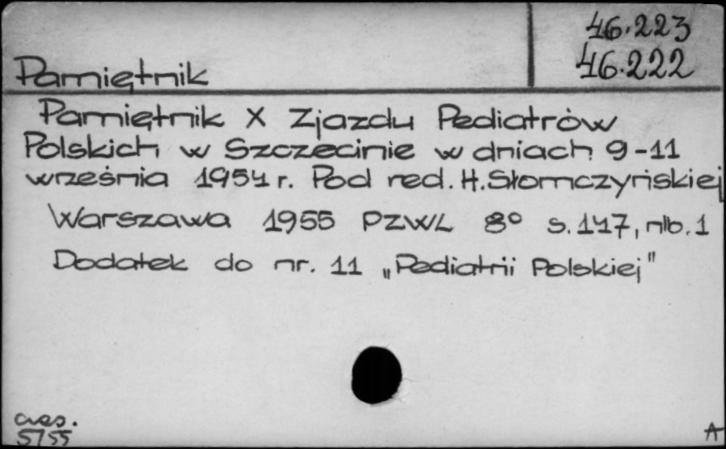 46.223
46.222
Pamiętnik
Pamiętnik X Zjazdu Pediatrów
Polskich w Szczecinie w dniach 9-11
września 1954 r. Pod red. H. Słomczyńskiej
Warszawa 1955 PZWL 8° s. 147, nlb. 1
Dodatek do nr. 11 „Pediatrii Polskiej"
5755
A